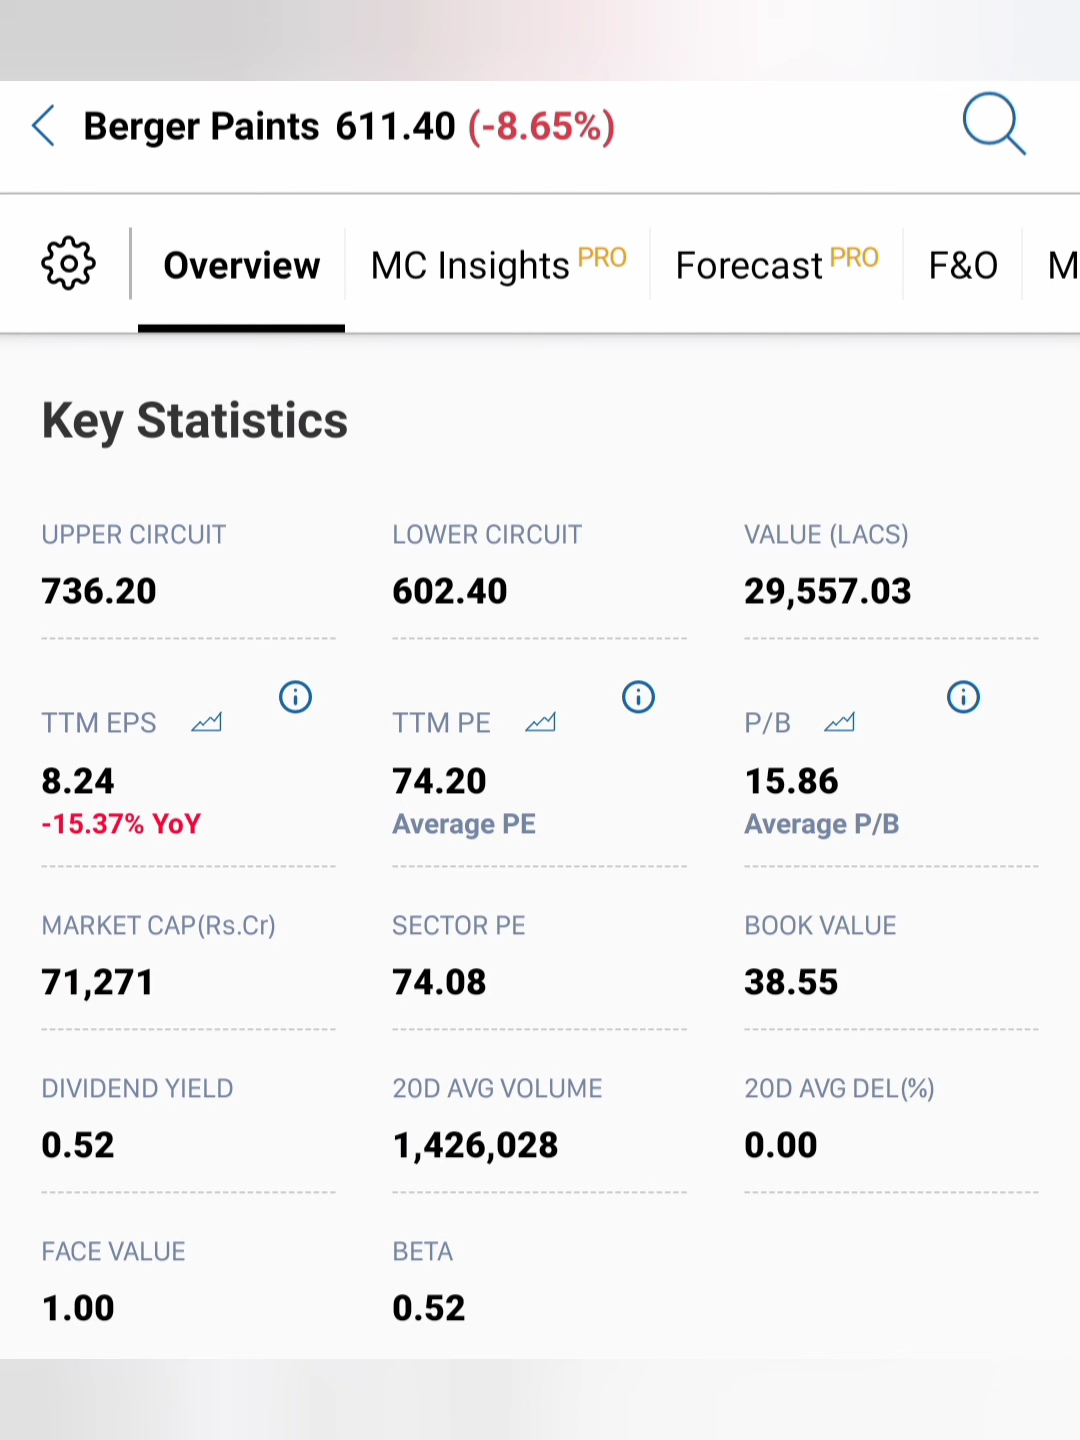 Berger Paints 611.40 (-8.65%)
Overview MC Insights PRO Forecast PRO F&O M
Key Statistics
UPPER CIRCUIT LOWER CIRCUIT VALUE (LACS)
736.20 602.40 29,557.03
TTM EPS TTM PE P/B
8.24 74.20 15.86
-15.37% YoY Average PE Average P/B
MARKET CAP(Rs.Cr) SECTOR PE BOOK VALUE
71,271 74.08 38.55
DIVIDEND YIELD 20D AVG VOLUME 20D AVG DEL(%)
0.52 1,426,028 0.00
FACE VALUE BETA
1.00 0.52